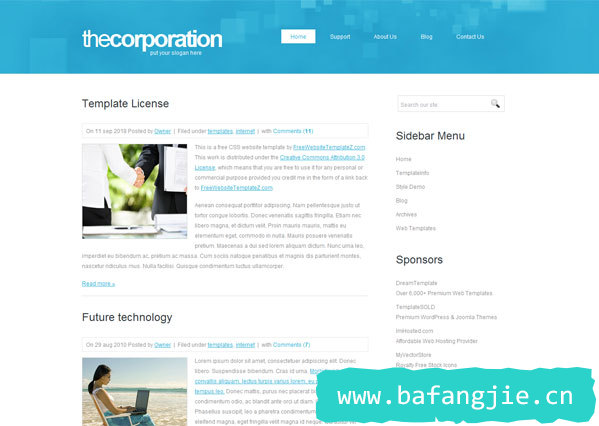 thecorporation
put your slogan here
Home
Support
About Us
Blog
Contact Us
Template License
On 11 sep 2018 Posted by Owner | Filed under templates, internet | with Comments (11)
This is a free CSS website template by FreeWebsiteTemplateZ.com.
This work is distributed under the Creative Commons Attribution 3.0
License, which means that you are free to use it for any personal or
commercial purpose provided you credit me in the form of a link back
to FreeWebsiteTemplateZ.com.
Aenean consequat porttitor adipiscing. Nam pellentesque justo ut
tortor congue lobortis. Donec venenatis sagittis fringilla. Etiam nec
libero magna, et dictum velit. Proin mauris mauris, mattis eu
elementum eget, commodo in nulla. Mauris posuere venenatis
pretium. Maecenas a dui sed lorem aliquam dictum. Nunc urna leo,
imperdiet eu bibendum ac, pretium ac massa. Cum sociis natoque penatibus et magnis dis parturient montes,
nascetur ridiculus mus. Nulla facilisi. Quisque condimentum luctus ullamcorper.
Read more »
Future technology
On 29 aug 2010 Posted by Owner | Filed under templates, internet | with Comments (7)
Lorem ipsum dolor sit amet, consectetuer adipiscing elit. Donec
libero. Suspendisse bibendum. Cras id urna.
convallis aliquam, lectus turpis varius lorem, eu
tempus leo. Donec mattis, purus nec placerat
condimentum odio, ac blandit ante orci ut diam.
Phasellus suscipit, leo a pharetra condimentum
eleifend magna, eget fringilla velit magna id
Search our site
Sidebar Menu
Home
TemplateInfo
Style Demo
Blog
Archives
Web Templates
Sponsors
DreamTemplate
Over 6,000+ Premium Web Templates
TemplateSOLD
Premium WordPress & Joomla Themes
ImHosted.com
Affordable Web Hosting Provider
MyVectorStore
Royalty Free Stock Icons
www.bafangjie.cn